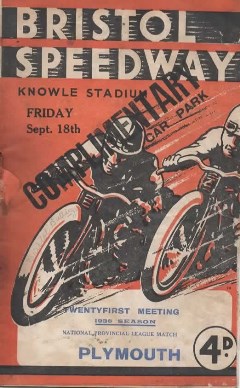 BRISTOL
SPEEDWAY
KNOWLE STADIUM
FRIDAY
Sept. 18th
COMPLIMENTARY
CAR PARK
TWENTYFIRST MEETING
1936 SEASON
NATIONAL PROVINCIAL LEAGUE MATCH
PLYMOUTH
4D